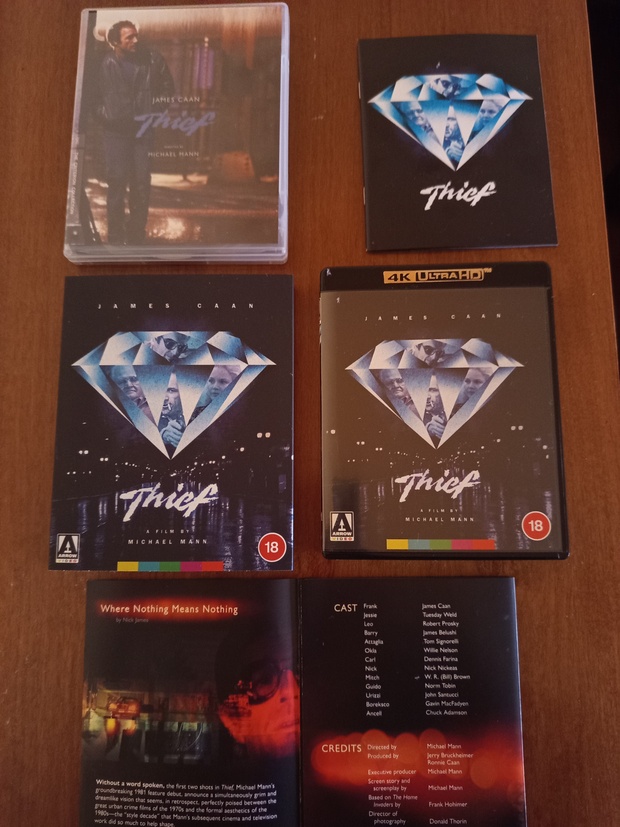 JAMES CAAN
Thief
DIRECTED BY
MICHAEL MANN
Thief
JAMES CAAN
Thief
A FILM BY
MICHAEL MANN
ARROW
VIDEO
18
4K ULTRA HD
JAMES CAAN
Thief
A FILM BY
MICHAEL MANN
ARROW
VIDEO
18
Where Nothing Means Nothing
by Nick James
Without a word spoken, the first two shots in Thief, Michael Mann's
groundbreaking 1981 feature debut, announce a simultaneously grim and
dreamlike vision that seems, in retrospect, perfectly poised between the
great urban crime films of the 1970s and the formal aesthetics of the
1980s—the "style decade" that Mann's subsequent cinema and television
work did so much to help shape.
CAST
Frank James Caan
Jessie Tuesday Weld
Leo Robert Prosky
Barry James Belushi
Attaglia Tom Signorelli
Okla Willie Nelson
Carl Dennis Farina
Nick Nick Nickeas
Mitch W. R. (Bill) Brown
Guido Norm Tobin
Urizzi John Santucci
Boreksco Gavin MacFadyen
Ancell Chuck Adamson
CREDITS
Directed by Michael Mann
Produced by Jerry Bruckheimer
Ronnie Caan
Executive producer Michael Mann
Screen story and
screenplay by Michael Mann
Based on The Home
Invaders by Frank Hohimer
Director of
photography Donald Thorin